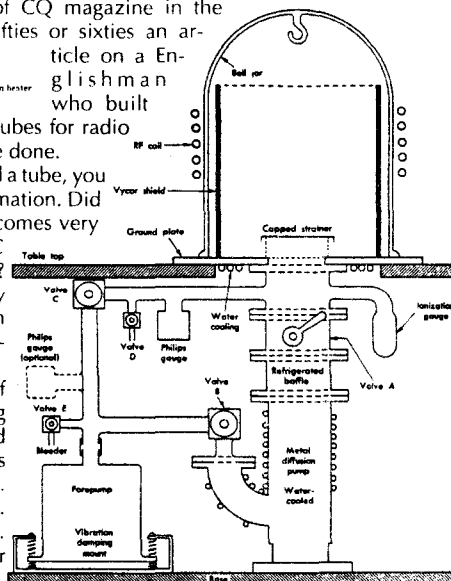 of CQ magazine in the
fties or sixties an ar-
ticle on a En-
glishman
who built
tubes for radio
e done.
d a tube, you
mation. Did
comes very
?
y
n
-
f
g
d
s
.
.
r
n heater
Bell jar
RF coil
Vycor shield
Capped strainer
Ground plate
Table top
Valve C
Water cooling
Ionization gauge
Philips gauge (optional)
Valve D
Philips gauge
Refrigerated baffle
Valve A
Valve B
Valve E
Bleeder
Metal diffusion pump
Water-cooled
Forepump
Vibration damping mount
Base